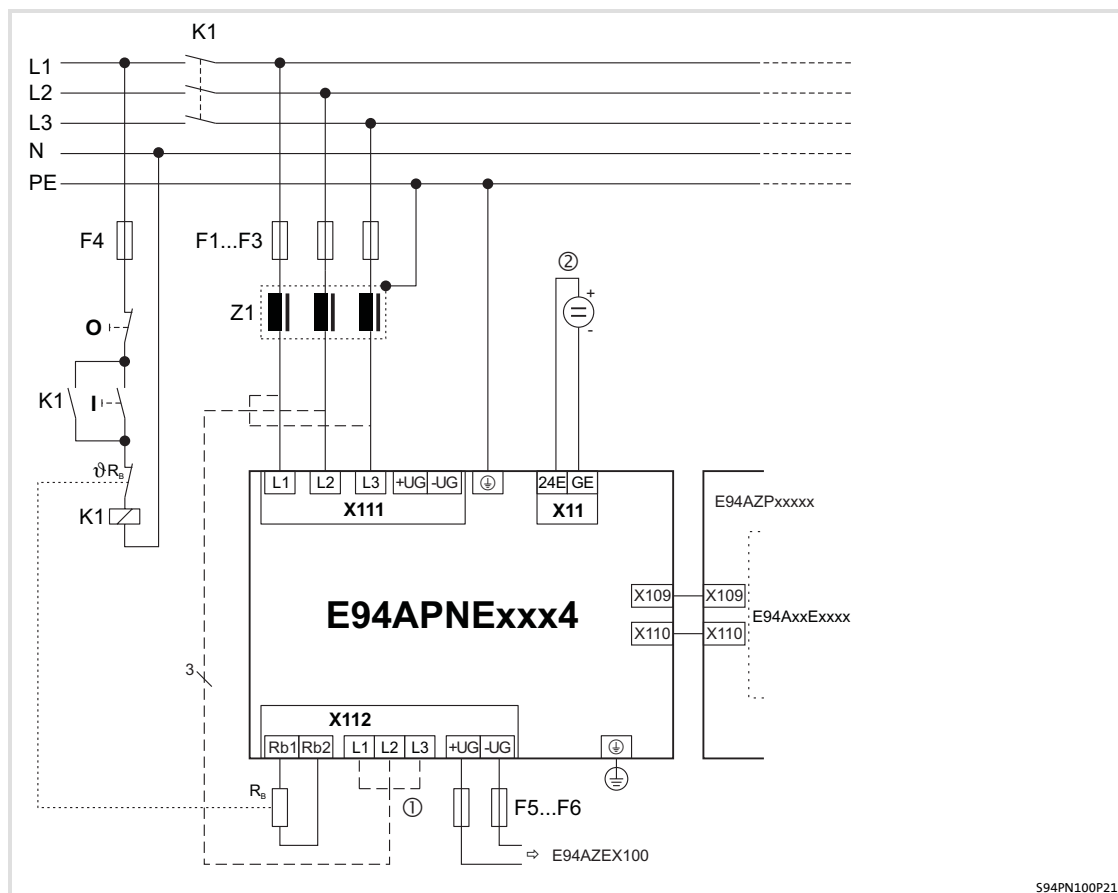 K1
L1
L2
L3
N
PE
F4
F1...F3
②
+
-
Z1
O
K1
I
ϑRB
K1
L1 L2 L3 +UG -UG
X111
24E GE
X11
E94AZPxxxxx
E94APNExxx4
X109 X109
E94AxxExxxx
X110 X110
3
X112
Rb1 Rb2 L1 L2 L3 +UG -UG
RB
①
F5...F6
⇨ E94AZEX100
S94PN100P21